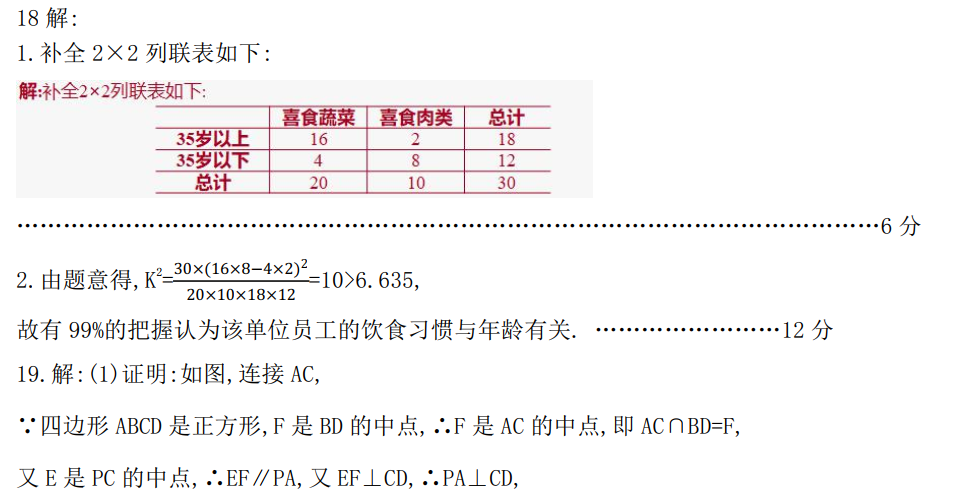 18 解:
1.补全 2×2 列联表如下:
解:补全2×2列联表如下:
喜食蔬菜 喜食肉类 总计
35岁以上 16 2 18
35岁以下 4 8 12
总计 20 10 30
…………………………………………………………………………………………………6 分
2.由题意得,K²=\frac{30×(16×8−4×2)²}{20×10×18×12}=10>6.635,
故有 99%的把握认为该单位员工的饮食习惯与年龄有关. ……………………12 分
19.解:(1)证明:如图,连接 AC,
∵四边形 ABCD 是正方形,F 是 BD 的中点,∴F 是 AC 的中点,即 AC∩BD=F,
又 E 是 PC 的中点,∴EF∥PA,又 EF⊥CD,∴PA⊥CD,